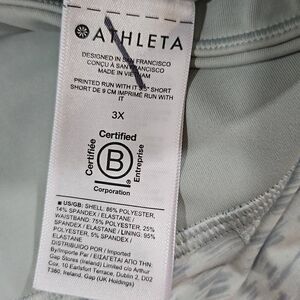 ATHLETA
DESIGNED IN SAN FRANCISCO
CONÇU À SAN FRANCISCO
MADE IN VIETNAM
PRINTED RUN WITH IT 3.5" SHORT
SHORT DE 9 CM IMPRIMÉ RUN WITH
IT
3X
Certified
Certifiée
B
Entreprise
Corporation
■ US/GB: SHELL: 86% POLYESTER,
14% SPANDEX / ELASTANE /
WAISTBAND: 75% POLYESTER, 25%
SPANDEX / ELASTANE / LINING: 95%
POLYESTER, 5% SPANDEX /
ELASTANE
DISTRIBUIDO POR / Imported
By/Importe Par / ΕΙΣΑΓΕΤΑΙ ΑΠΟ ΤΗΝ.
Gap Stores (Ireland) Limited c/o Arthur
Cox, 10 Earlsfort Terrace, Dublin 2, D02
T380, Ireland, Gap (UK Holdings)